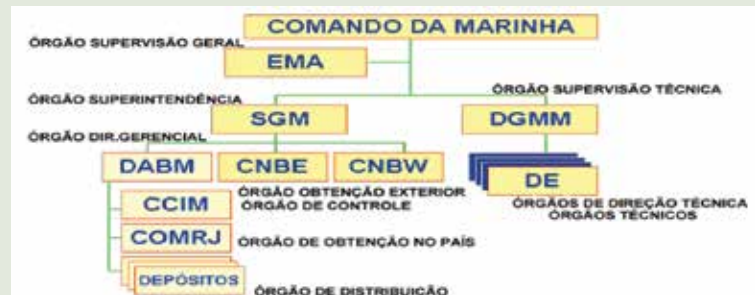 COMANDO DA MARINHA
ÓRGÃO SUPERVISÃO GERAL
EMA
ÓRGÃO SUPERVISÃO TÉCNICA
ÓRGÃO SUPERINTENDÊNCIA
SGM
DGMM
ÓRGÃO DIR.GERENCIAL
DABM
CNBE
CNBW
DE
ÓRGÃO OBTENÇÃO EXTERIOR
ÓRGÃO DE CONTROLE
ÓRGÃOS DE DIREÇÃO TÉCNICA
ÓRGÃOS TÉCNICOS
CCIM
COMRJ
ÓRGÃO DE OBTENÇÃO NO PAÍS
DEPÓSITOS
ÓRGÃO DE DISTRIBUIÇÃO